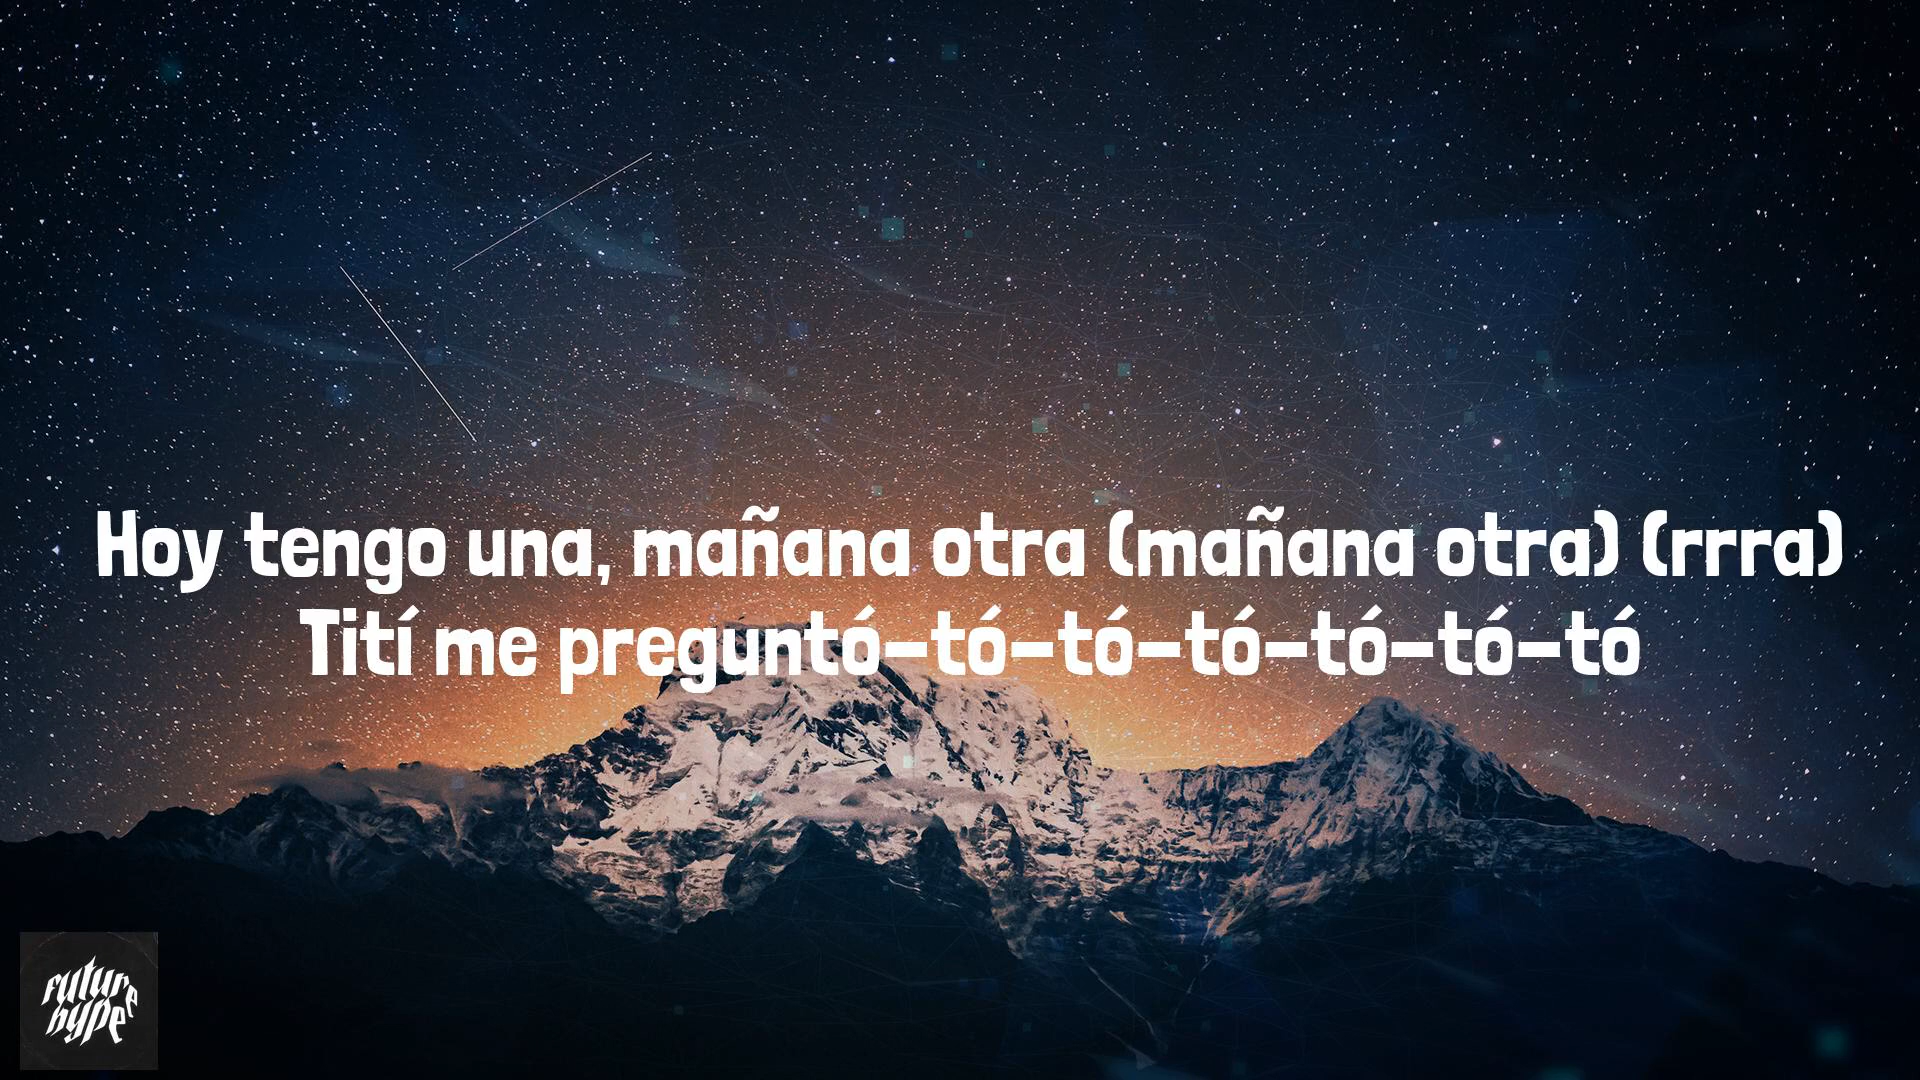 Hoy tengo una, mañana otra (mañana otra) (rrra)
Tití me preguntó-tó-tó-tó-tó-tó-tó
future
hype